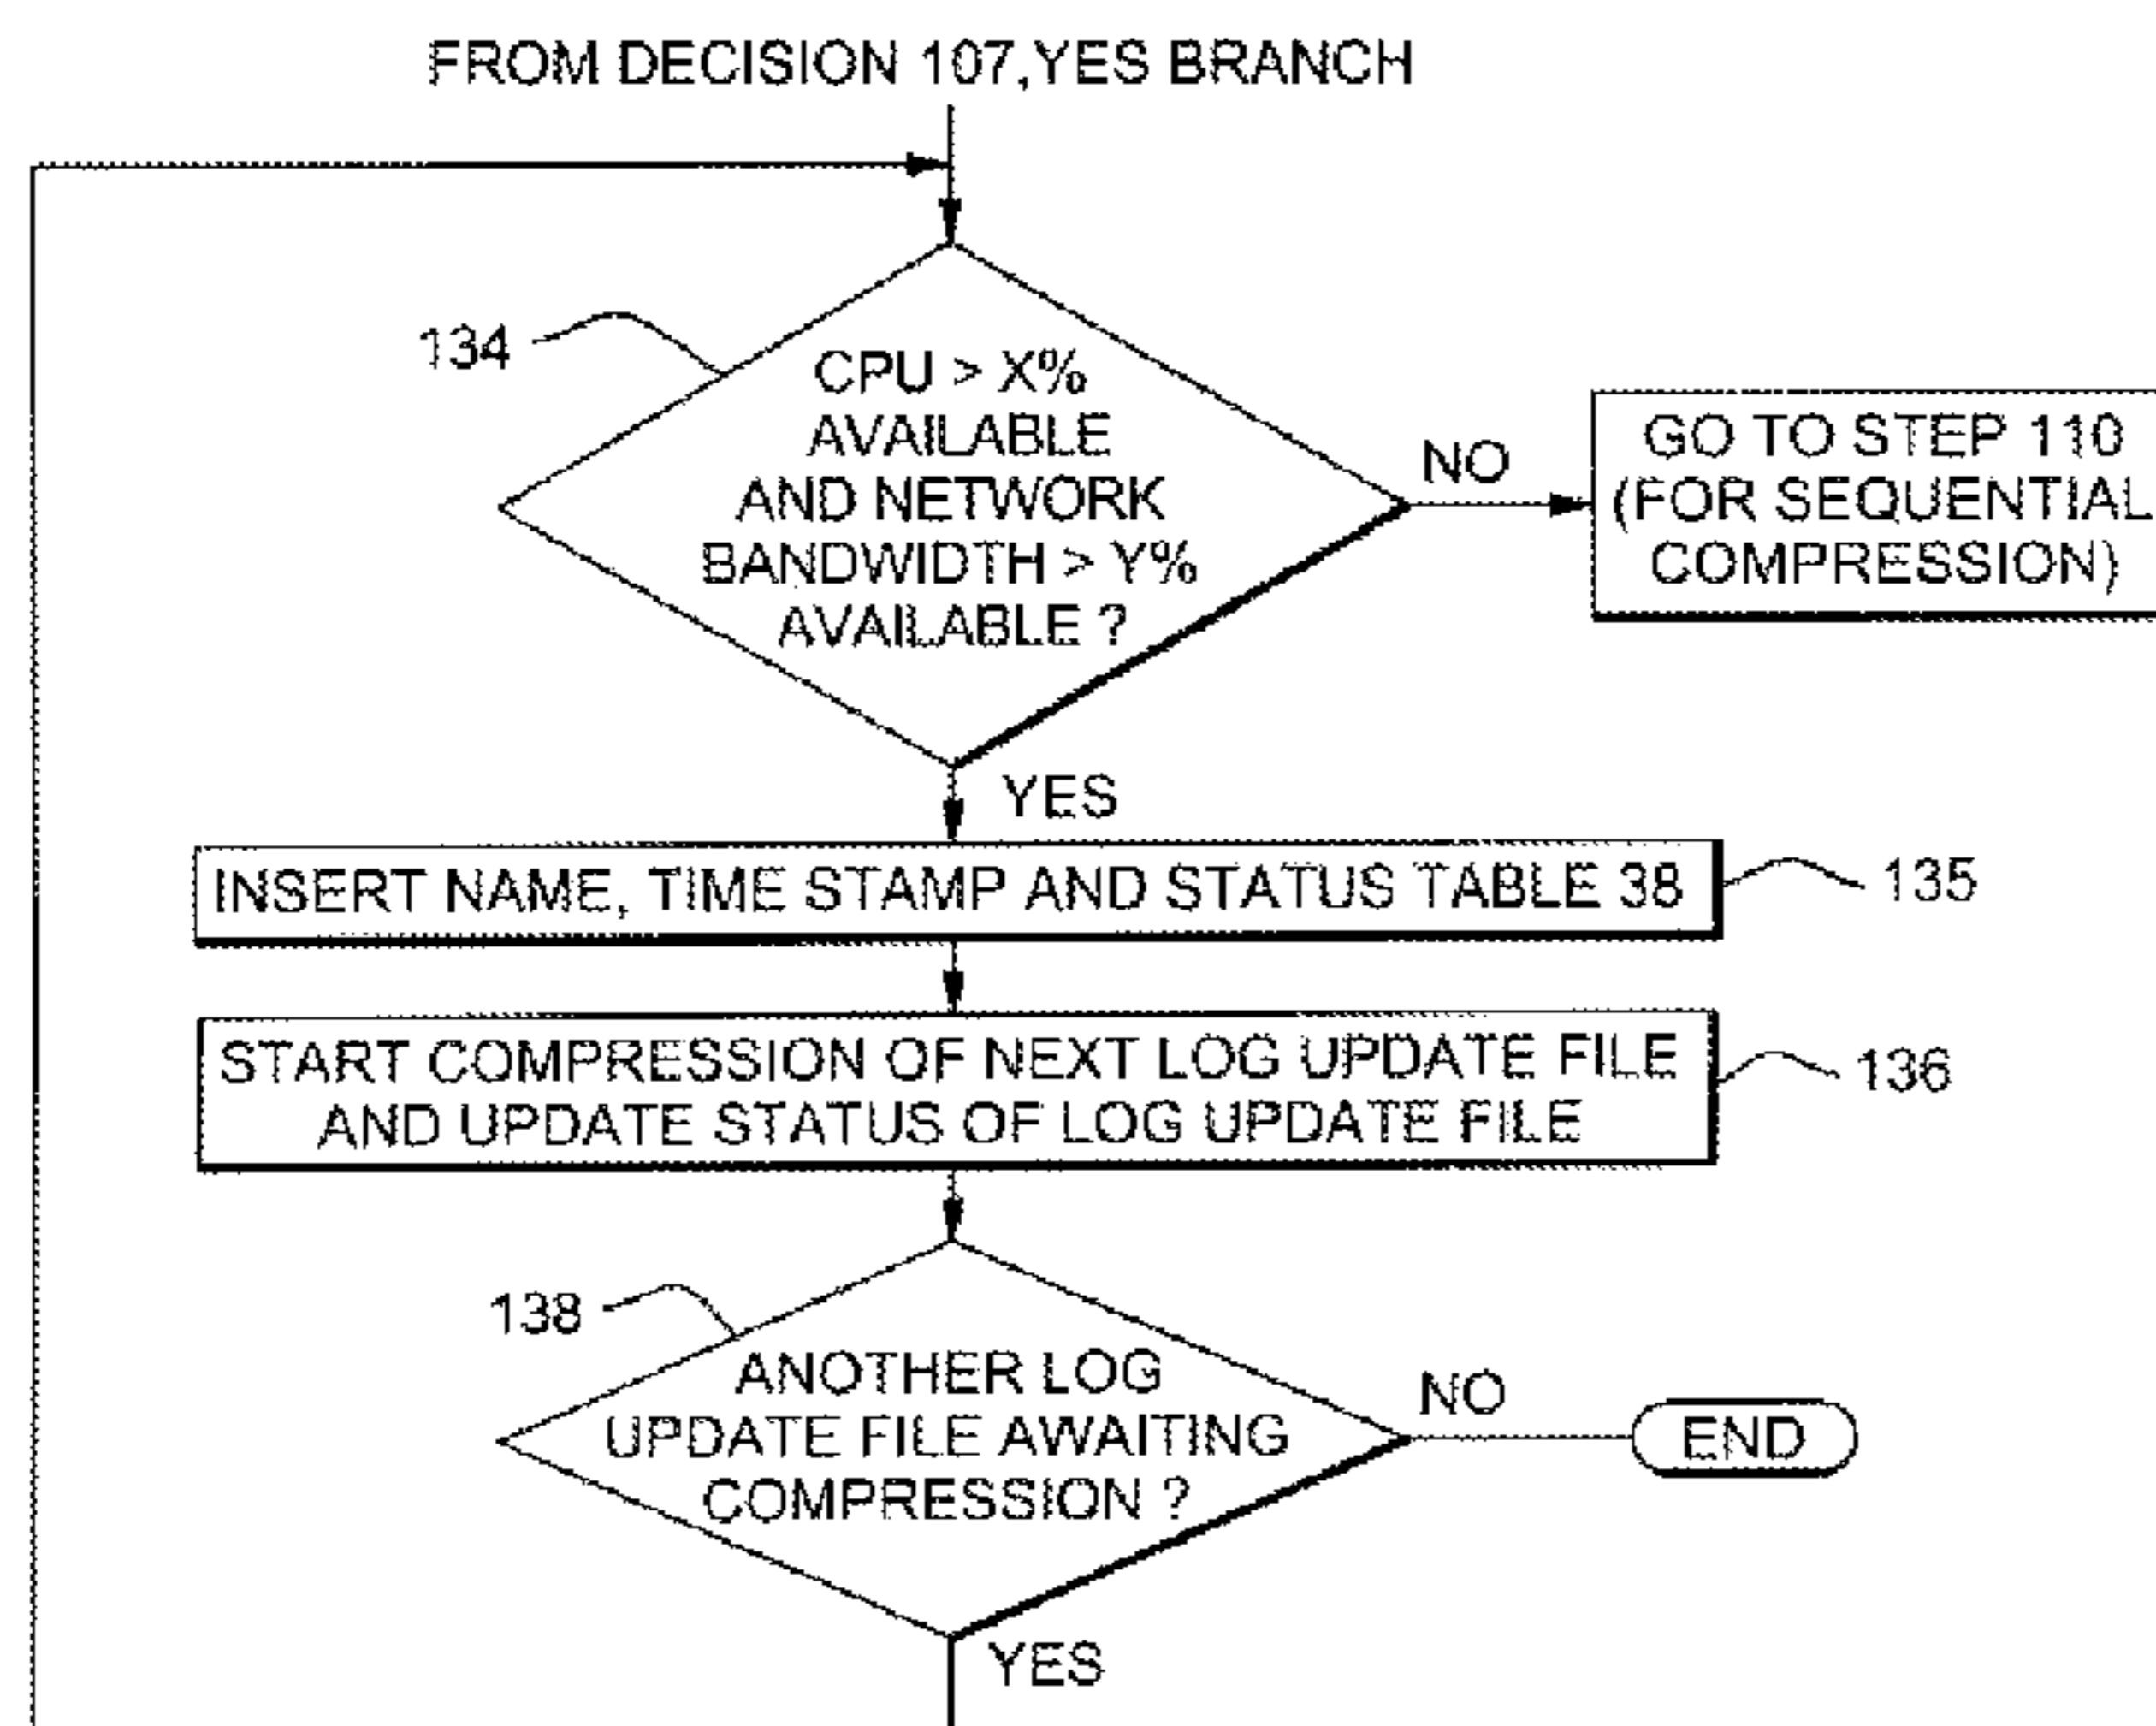 FROM DECISION 107,YES BRANCH
134
CPU > X%
AVAILABLE
AND NETWORK
BANDWIDTH > Y%
AVAILABLE ?
NO
GO TO STEP 110
(FOR SEQUENTIAL
COMPRESSION)
YES
INSERT NAME, TIME STAMP AND STATUS TABLE 38
135
START COMPRESSION OF NEXT LOG UPDATE FILE
AND UPDATE STATUS OF LOG UPDATE FILE
136
138
ANOTHER LOG
UPDATE FILE AWAITING
COMPRESSION ?
NO
END
YES